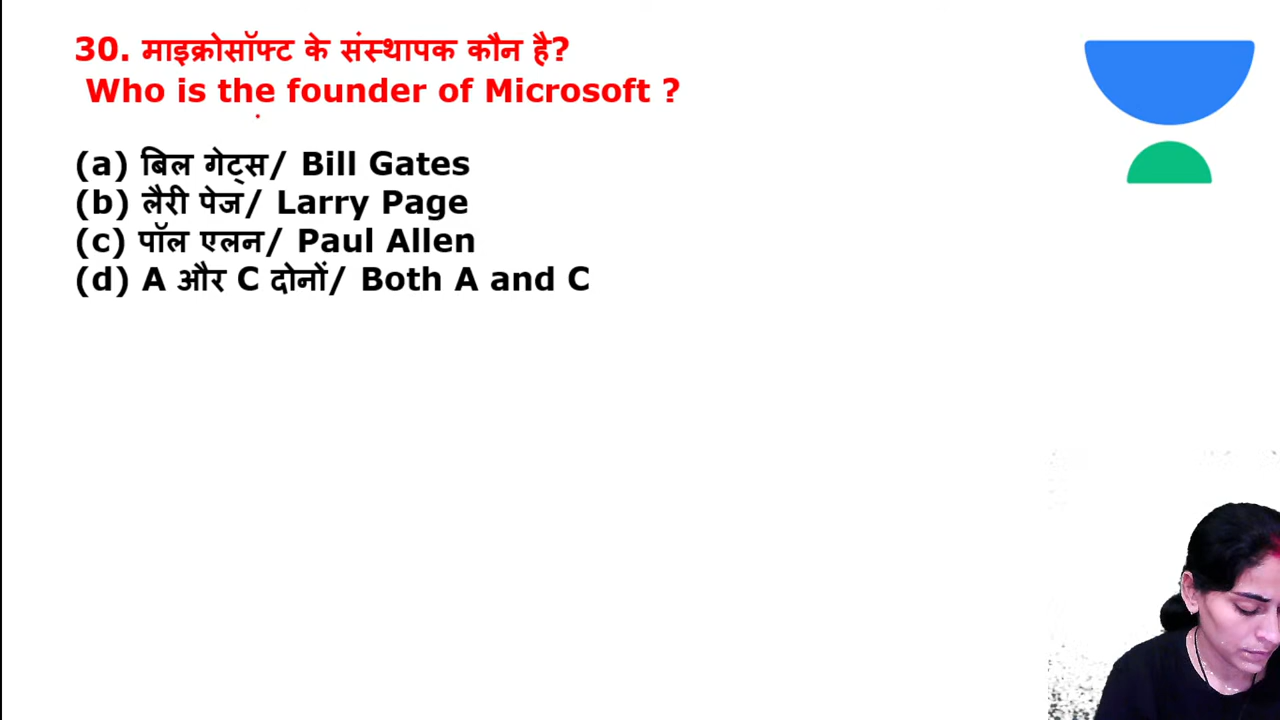 30. माइक्रोसॉफ्ट के संस्थापक कौन है?
Who is the founder of Microsoft ?
(a) बिल गेट्स/ Bill Gates
(b) लैरी पेज/ Larry Page
(c) पॉल एलन/ Paul Allen
(d) A और C दोनों/ Both A and C